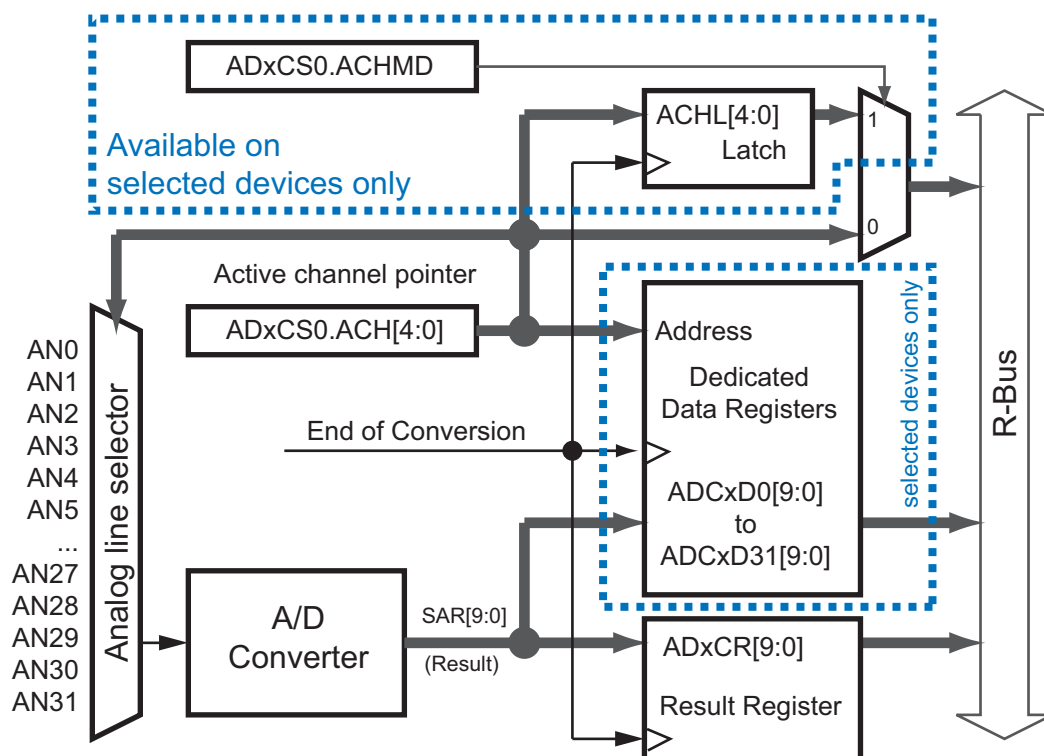 ADxCS0.ACHMD
ACHL[4:0]
Latch
1
Available on
selected devices only
0
Active channel pointer
ADxCS0.ACH[4:0]
Address
Dedicated
Data Registers
selected devices only
R-Bus
End of Conversion
ADCxD0[9:0]
to
ADCxD31[9:0]
AN0
AN1
AN2
AN3
AN4
AN5
...
AN27
AN28
AN29
AN30
AN31
Analog line selector
A/D
Converter
SAR[9:0]
(Result)
ADxCR[9:0]
Result Register